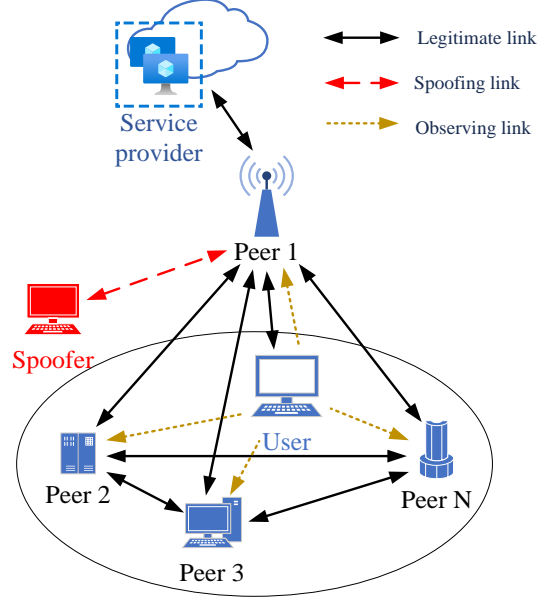 Legitimate link
Spoofing link
Observing link
Service
provider
Peer 1
Spoofer
User
Peer 2
Peer N
Peer 3